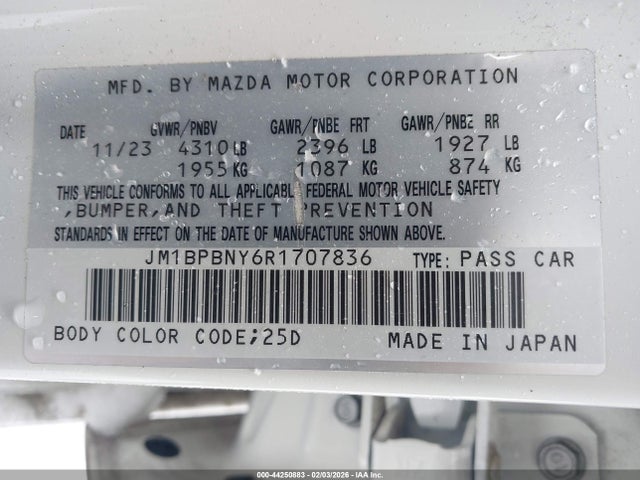 MFD. BY MAZDA MOTOR CORPORATION
DATE GVWR/PNBV GAWR/PNBE FRT GAWR/PNBE RR
11/23 4310 LB 2396 LB 1927 LB
1955 KG 1087 KG 874 KG
THIS VEHICLE CONFORMS TO ALL APPLICABLE FEDERAL MOTOR VEHICLE SAFETY
,BUMPER,AND THEFT PREVENTION
STANDARDS IN EFFECT ON THE DATE OF MANUFACTURE SHOWN ABOVE.
JM1BPBNY6R1707836 TYPE: PASS CAR
BODY COLOR CODE;25D MADE IN JAPAN
000-44250883 - 02/03/2026 - IAA Inc.